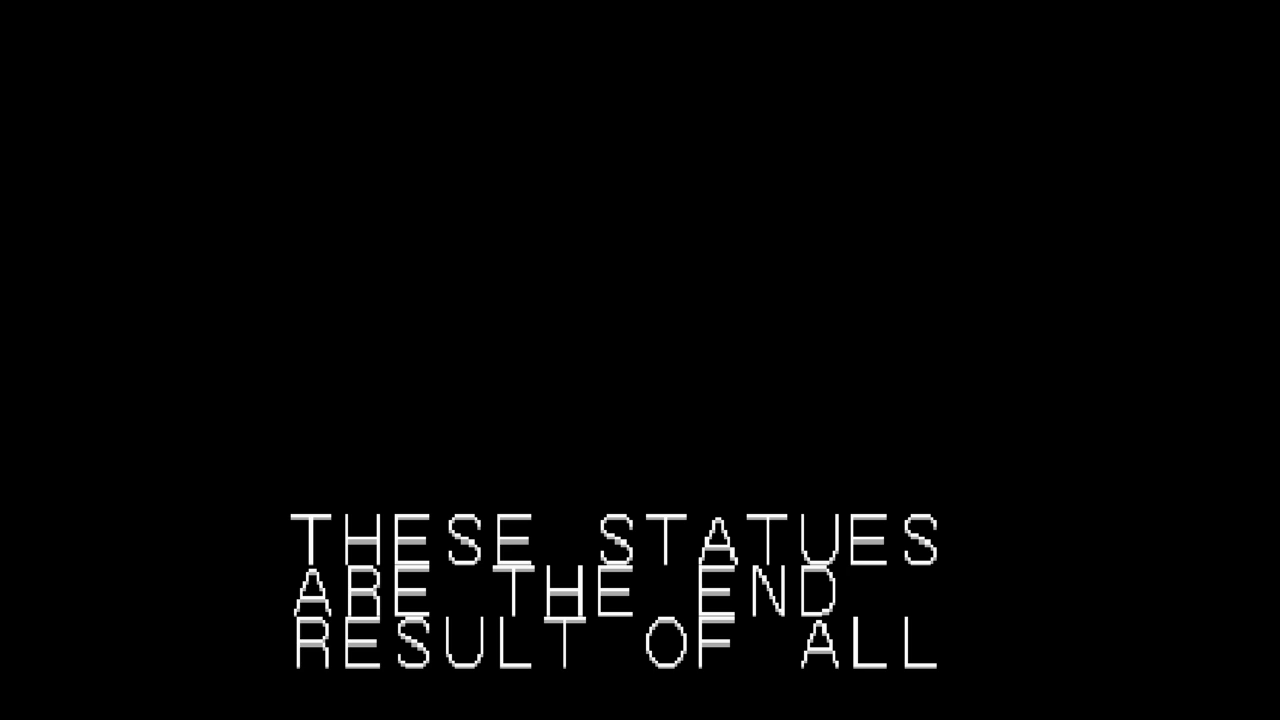 THESE STATUES
ARE THE END
RESULT OF ALL